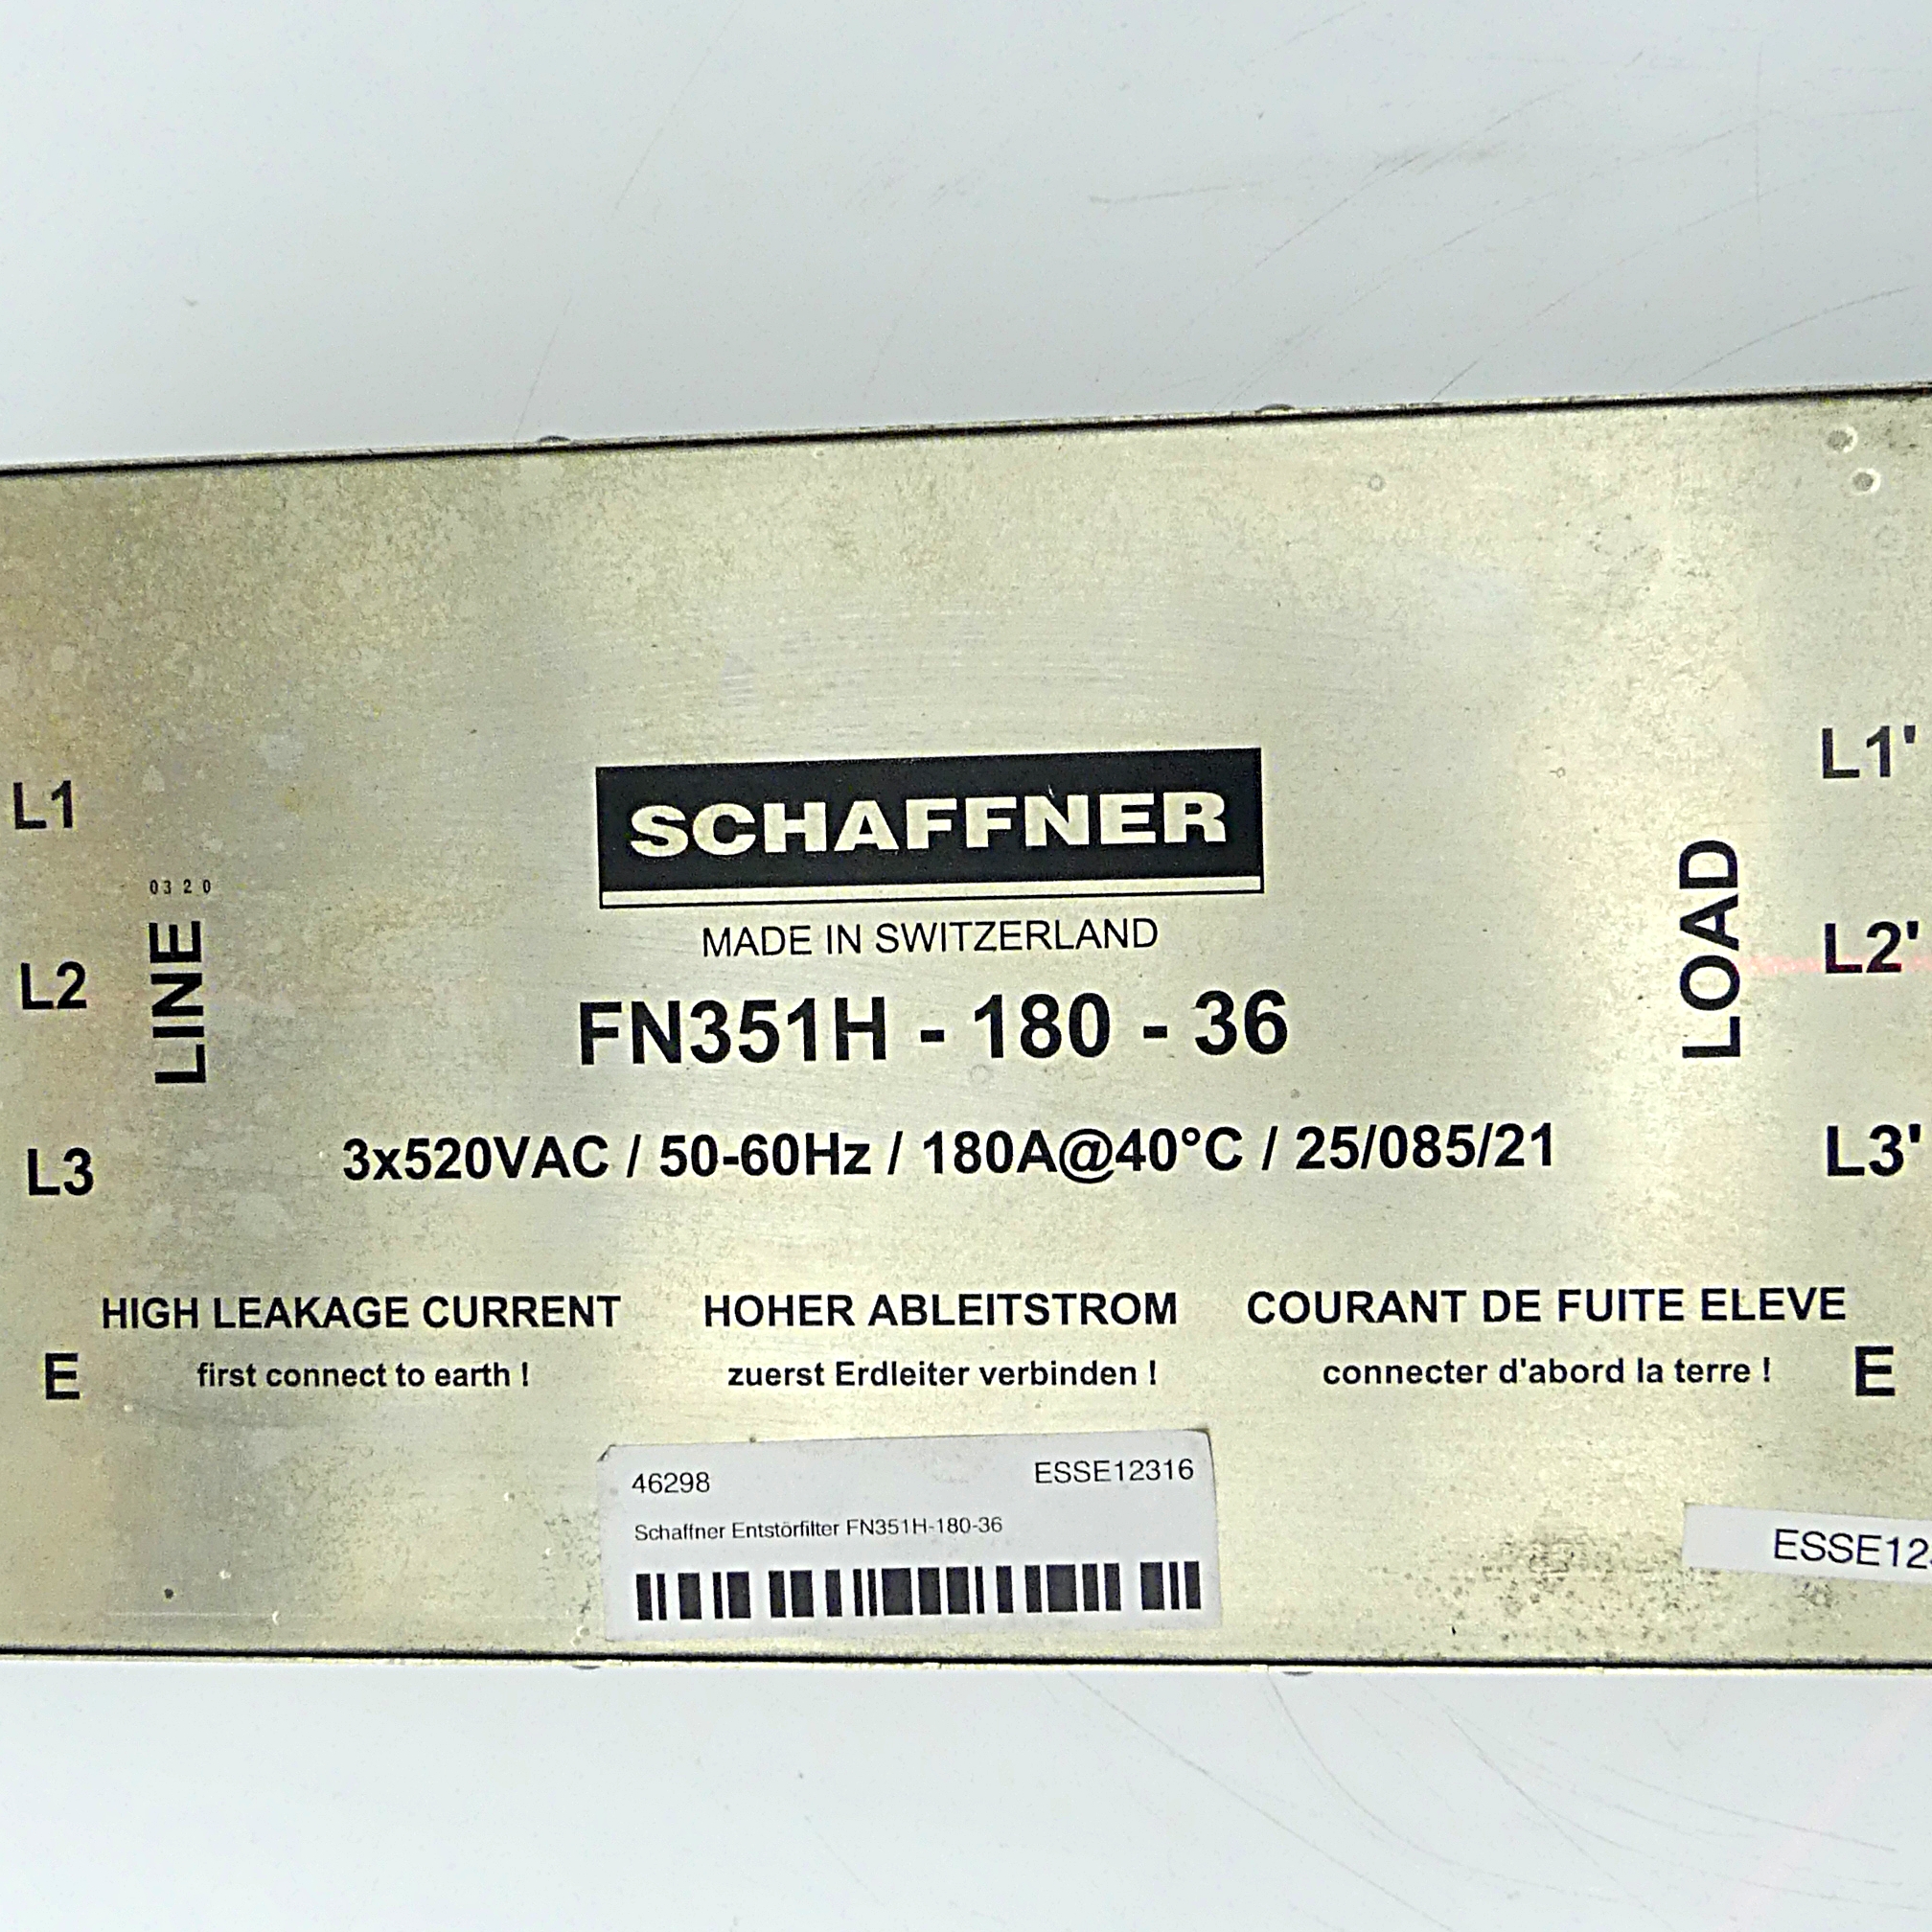 SCHAFFNER
MADE IN SWITZERLAND
FN351H - 180 - 36
3x520VAC / 50-60Hz / 180A@40°C / 25/085/21
L1
L2
L3
E
0320
LINE
LOAD
L1'
L2'
L3'
E
HIGH LEAKAGE CURRENT
first connect to earth !
HOHER ABLEITSTROM
zuerst Erdleiter verbinden !
COURANT DE FUITE ELEVE
connecter d'abord la terre !
46298 ESSE12316
Schaffner Entstörfilter FN351H-180-36